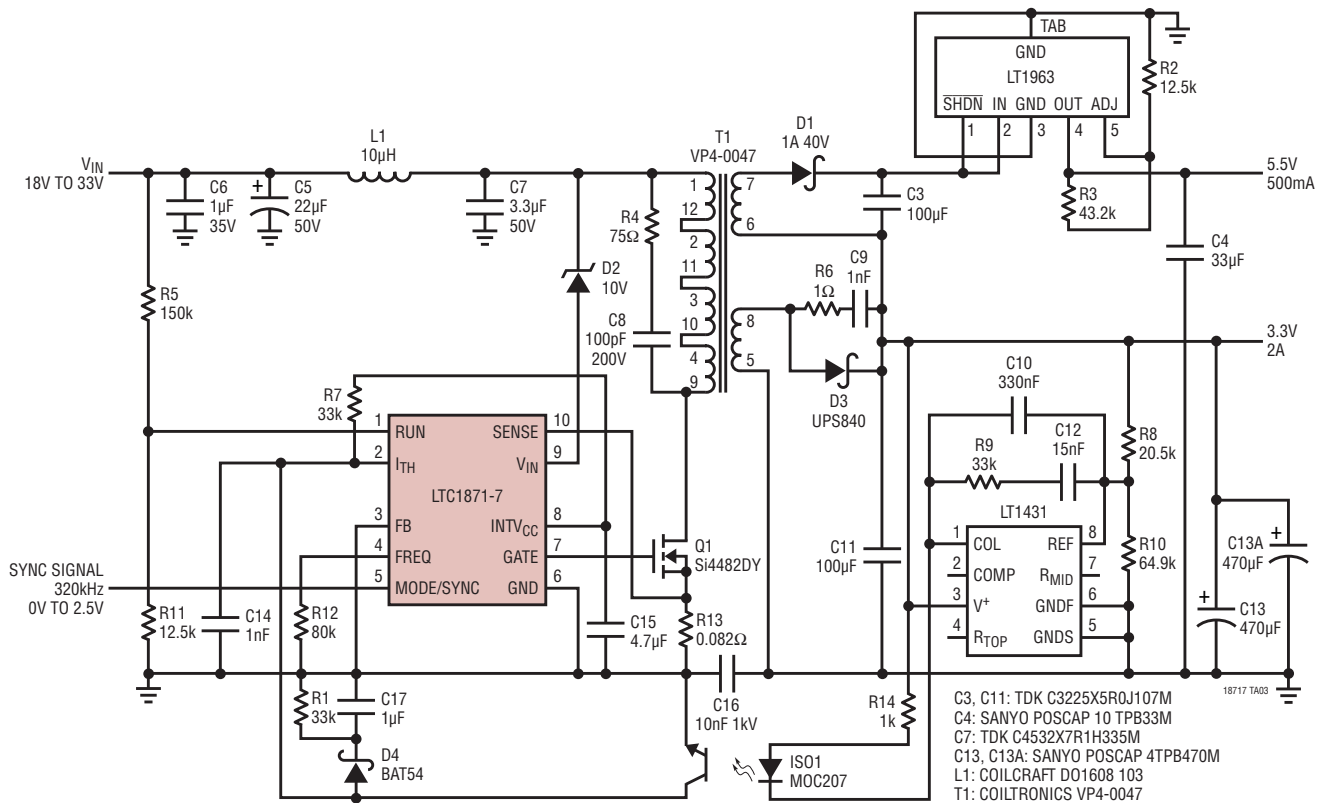 TAB
GND
LT1963
SHDN IN GND OUT ADJ
1 2 3 4 5
R2
12.5k
VIN
18V TO 33V
L1
10µH
T1
VP4-0047
D1
1A 40V
5.5V
500mA
C6
1µF
35V
+
C5
22µF
50V
C7
3.3µF
50V
R4
75Ω
1
12
2
11
3
10
4
9
7
6
8
5
C3
100µF
R3
43.2k
C4
33µF
R5
150k
D2
10V
C8
100pF
200V
R6
1Ω
C9
1nF
D3
UPS840
3.3V
2A
R7
33k
1 RUN
2 ITH
3 FB
4 FREQ
5 MODE/SYNC
LTC1871-7
SENSE 10
VIN 9
INTVCC 8
GATE 7
GND 6
Q1
Si4482DY
C10
330nF
R9
33k
C12
15nF
R8
20.5k
LT1431
1 COL
2 COMP
3 V+
4 RTOP
REF 8
RMID 7
GNDF 6
GNDS 5
R10
64.9k
C11
100µF
+
C13A
470µF
+
C13
470µF
SYNC SIGNAL
320kHz
0V TO 2.5V
R11
12.5k
C14
1nF
R12
80k
C15
4.7µF
R13
0.082Ω
C16
10nF 1kV
R1
33k
C17
1µF
D4
BAT54
R14
1k
ISO1
MOC207
18717 TA03
C3, C11: TDK C3225X5R0J107M
C4: SANYO POSCAP 10 TPB33M
C7: TDK C4532X7R1H335M
C13, C13A: SANYO POSCAP 4TPB470M
L1: COILCRAFT DO1608 103
T1: COILTRONICS VP4-0047